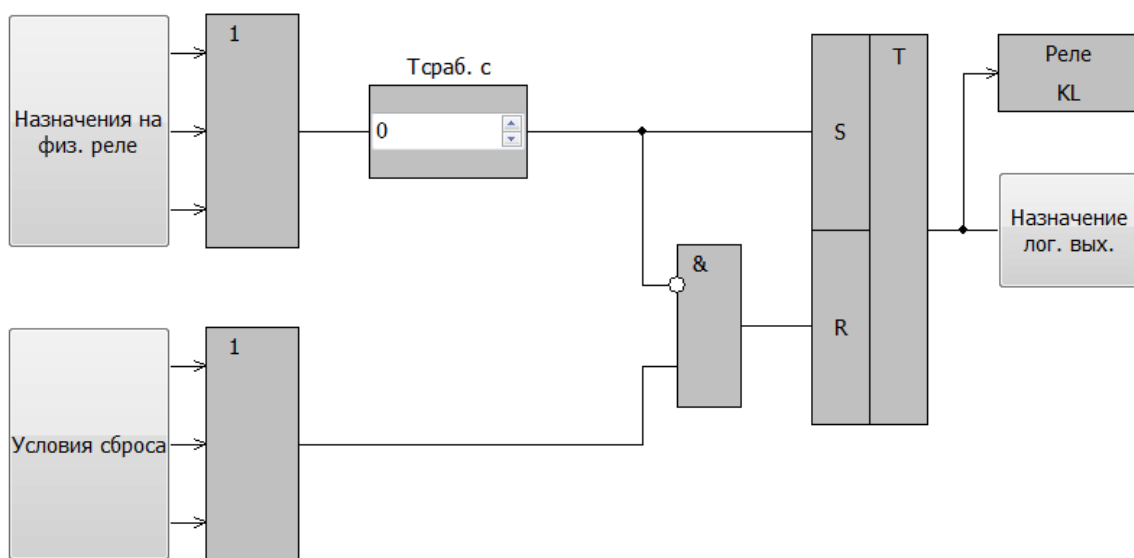 1
Тсраб. с
0
Назначения на
физ. реле
&
S
T
R
Реле
KL
Назначение
лог. вых.
1
Условия сброса